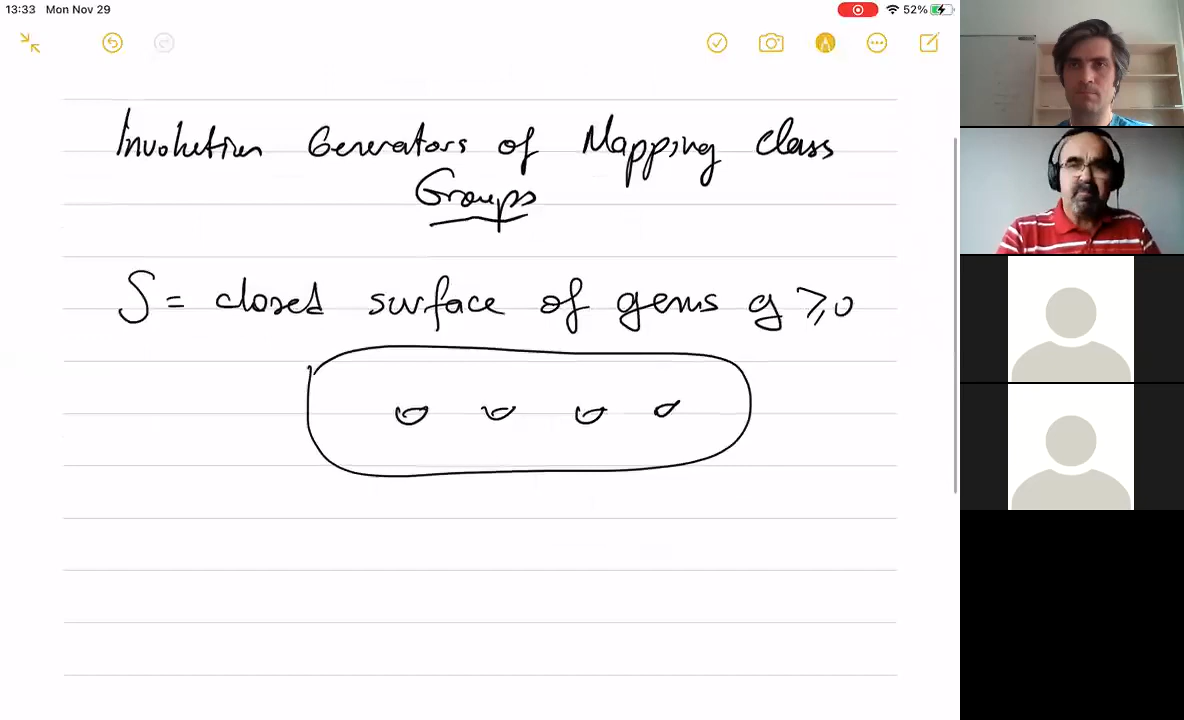 13:33 Mon Nov 29
52%
Involution Generators of Mapping Class
Groups
S = closed surface of genus g ⩾ 0